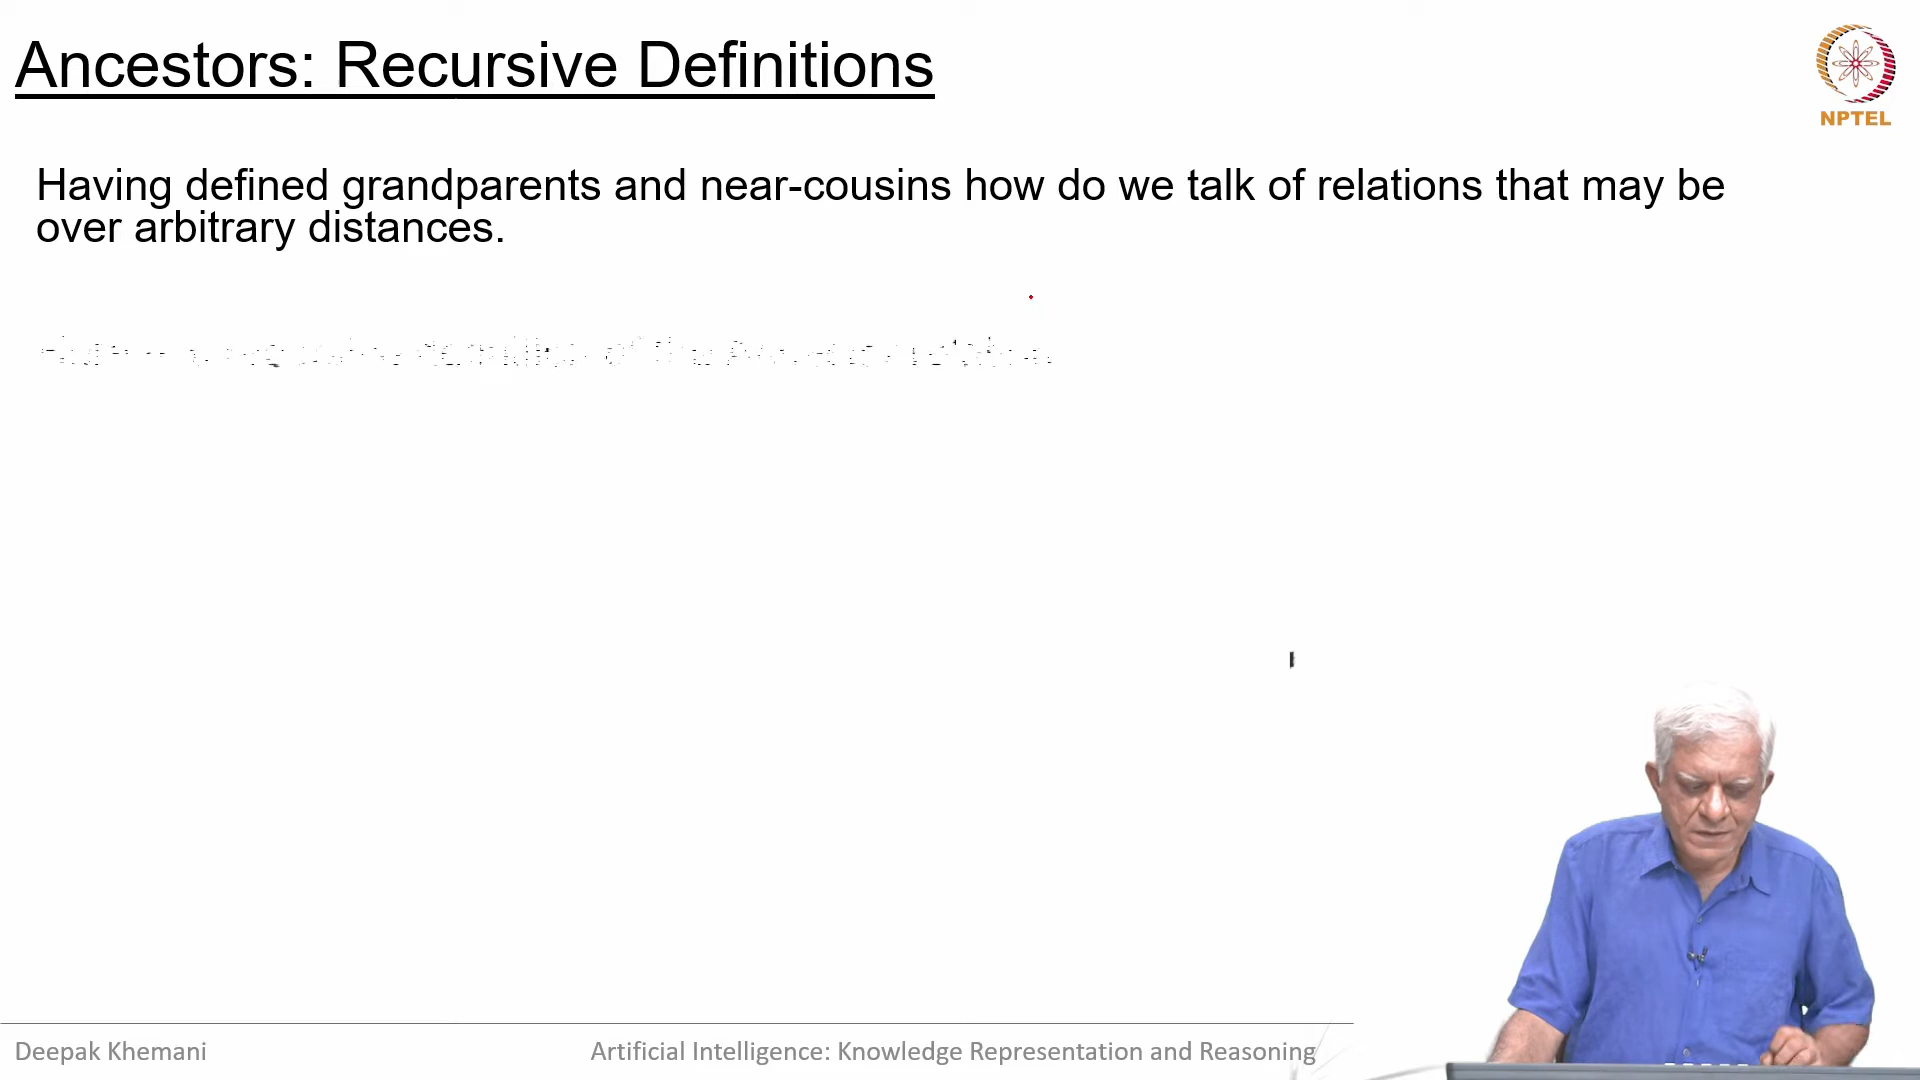 Ancestors: Recursive Definitions
NPTEL
Having defined grandparents and near-cousins how do we talk of relations that may be
over arbitrary distances.
Deepak Khemani
Artificial Intelligence: Knowledge Representation and Reasoning